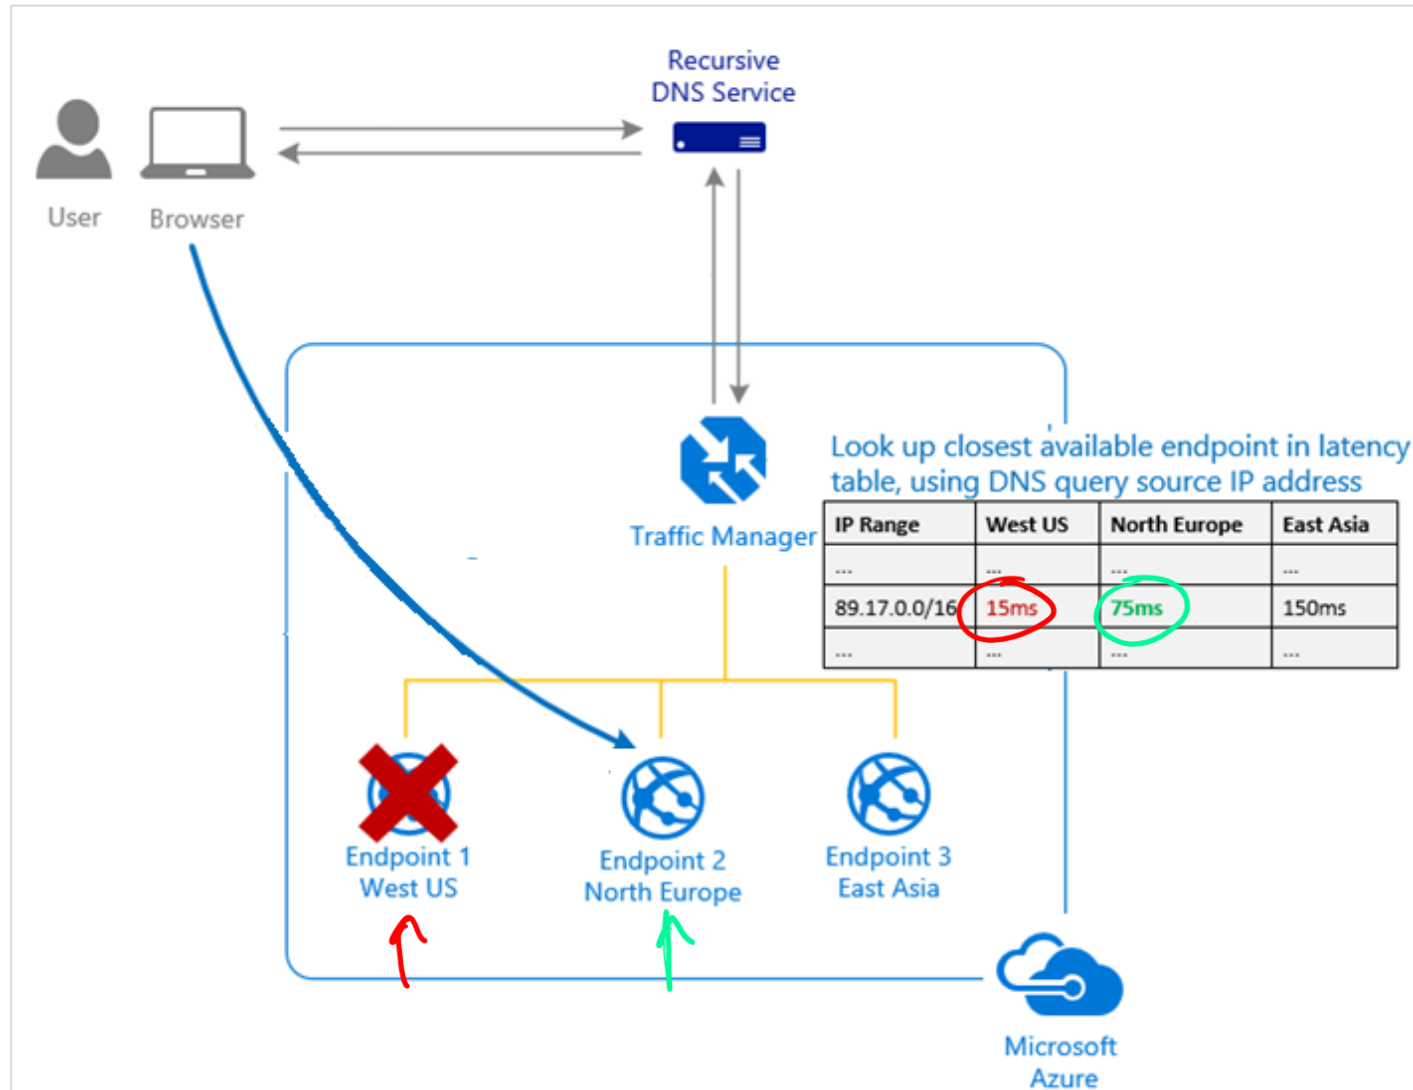 Recursive
DNS Service
User
Browser
Look up closest available endpoint in latency
table, using DNS query source IP address
Traffic Manager
IP Range West US North Europe East Asia
... ... ... ...
89.17.0.0/16 15ms 75ms 150ms
... ... ... ...
Endpoint 1
West US
Endpoint 2
North Europe
Endpoint 3
East Asia
Microsoft
Azure